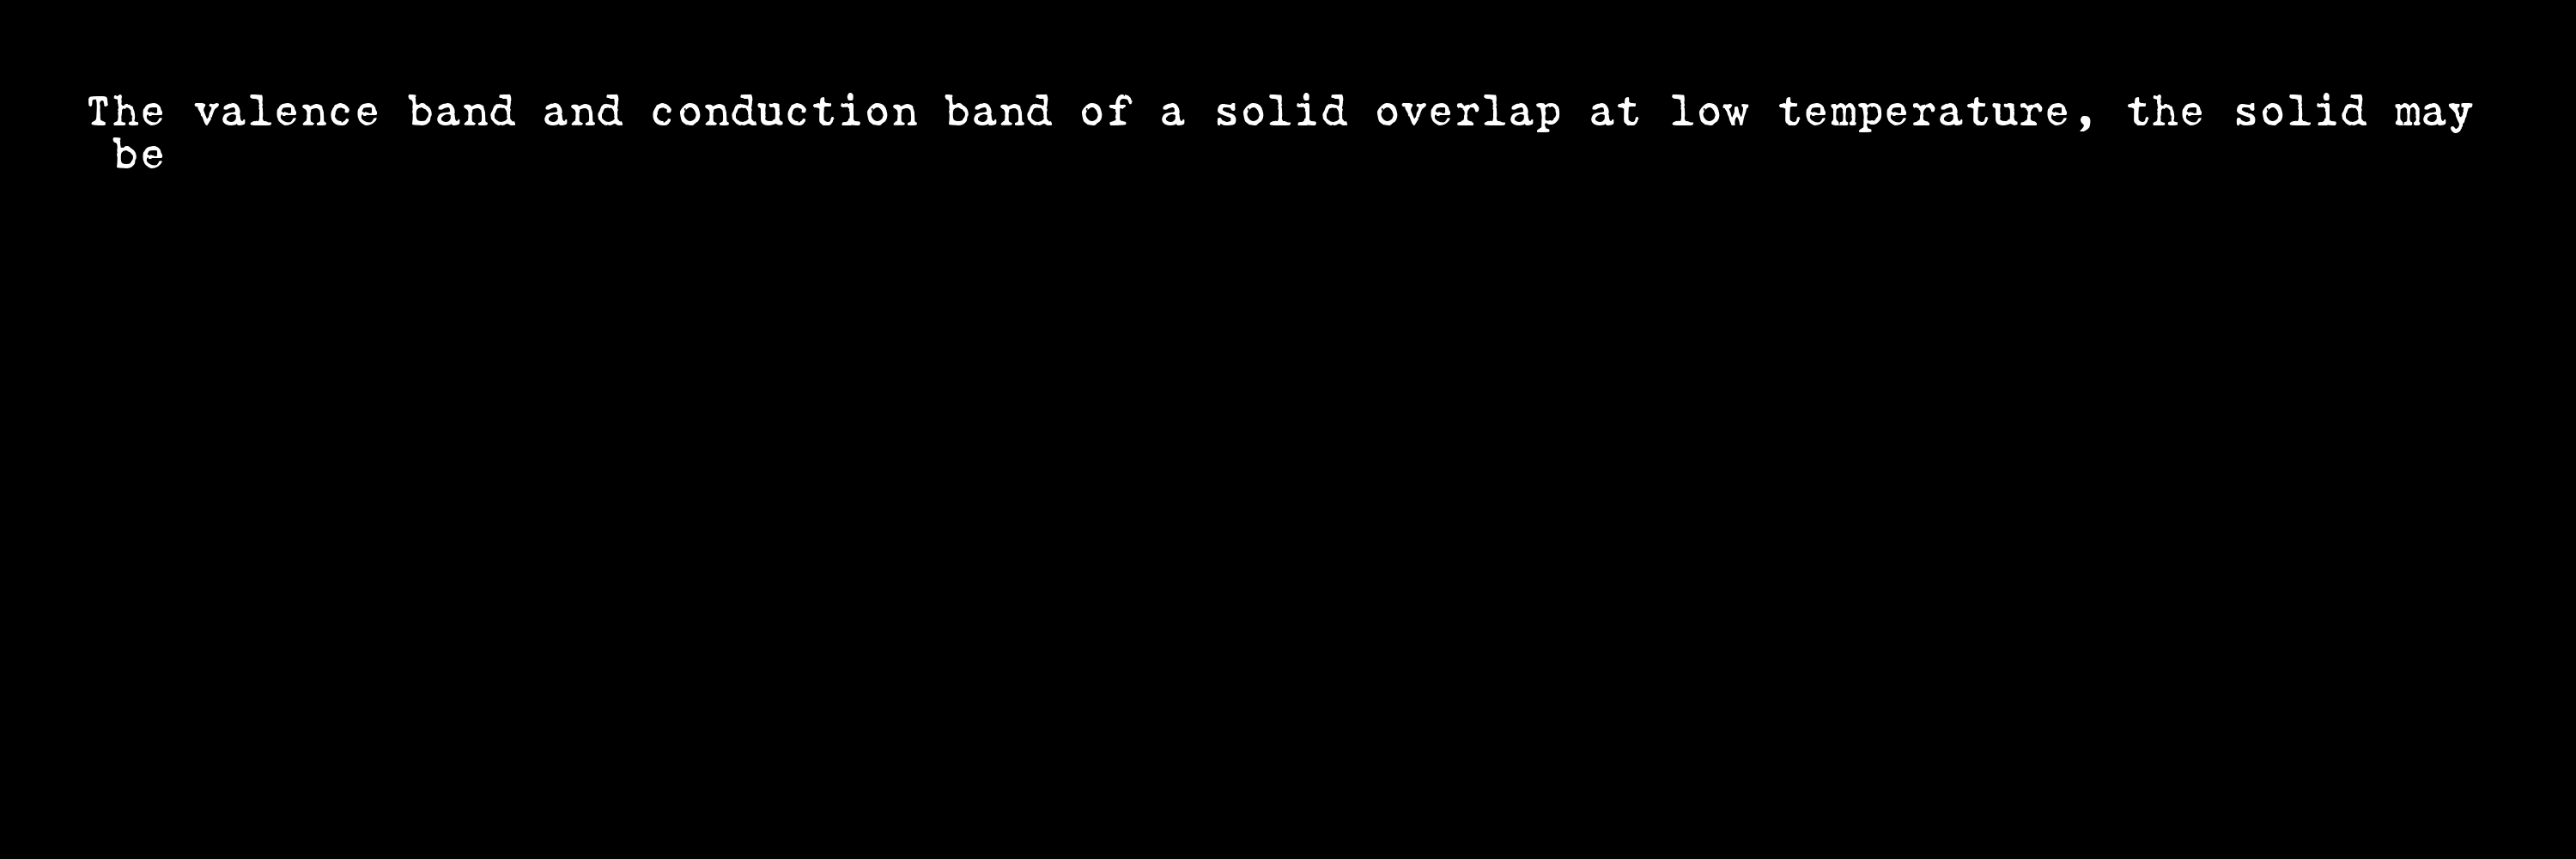 The valence band and conduction band of a solid overlap at low temperature, the solid may
be